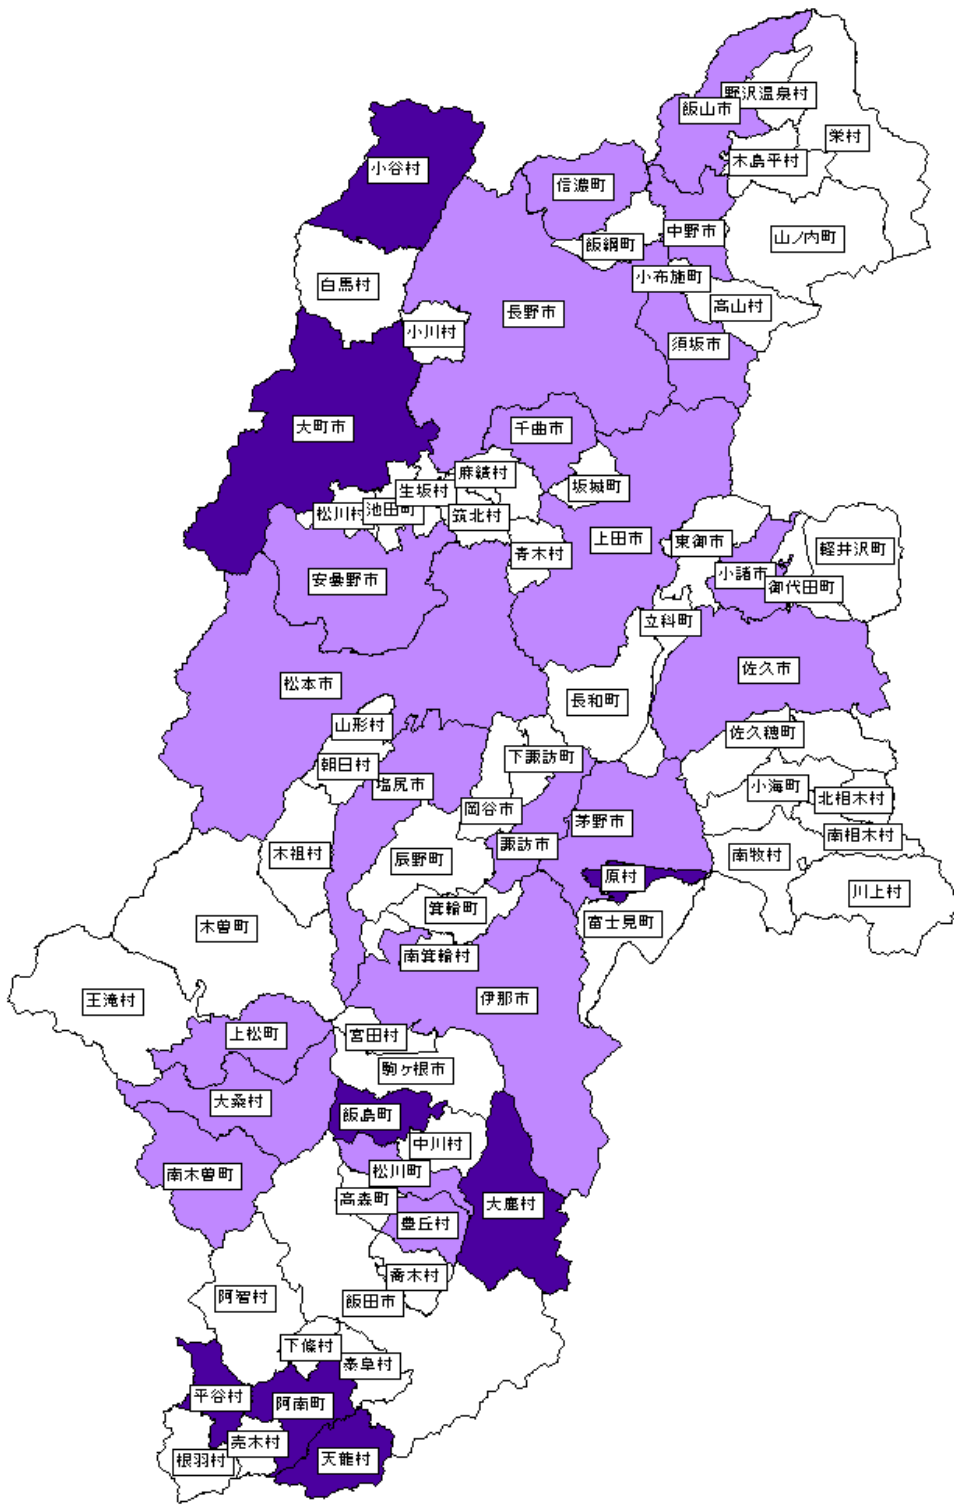 野沢温泉村
飯山市
栄村
木島平村
小谷村
信濃町
中野市
山ノ内町
飯綱町
小布施町
白馬村
高山村
長野市
小川村
須坂市
大町市
千曲市
麻績村
坂城町
生坂村
池田町
松川村
筑北村
上田市
東御市
軽井沢町
青木村
小諸市
御代田町
安曇野市
立科町
佐久市
松本市
長和町
山形村
佐久穂町
下諏訪町
朝日村
塩尻市
小海町
北相木村
岡谷市
茅野市
南相木村
諏訪市
木祖村
辰野町
南牧村
原村
川上村
箕輪町
富士見町
木曽町
南箕輪村
王滝村
伊那市
上松町
宮田村
駒ヶ根市
大桑村
飯島町
中川村
松川町
南木曽町
高森町
大鹿村
豊丘村
喬木村
阿智村
飯田市
下條村
泰阜村
平谷村
阿南町
売木村
根羽村
天龍村